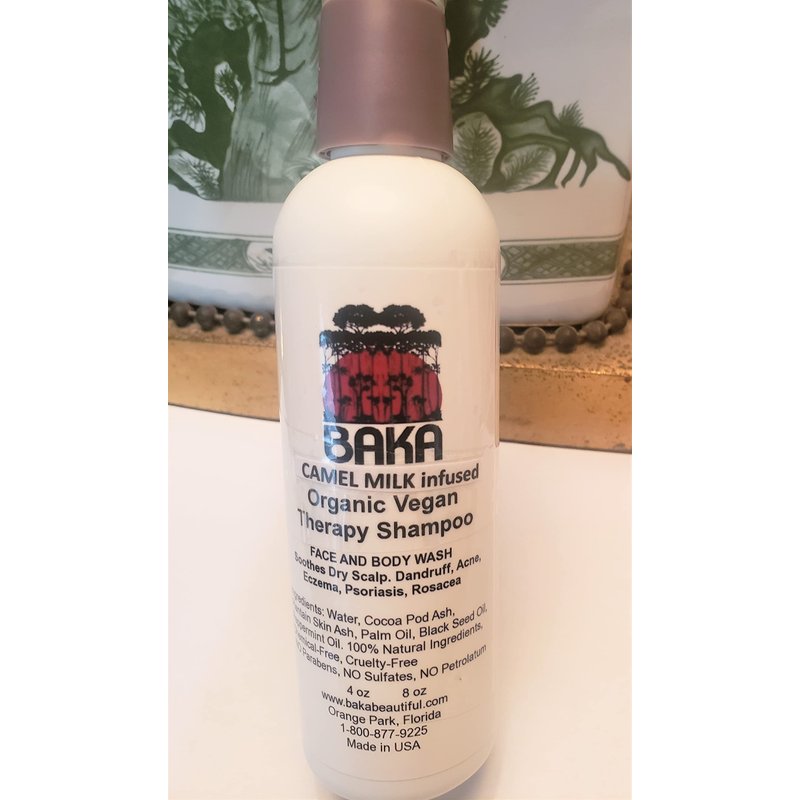 BAKA
CAMEL MILK infused
Organic Vegan
Therapy Shampoo
FACE AND BODY WASH
Soothes Dry Scalp. Dandruff, Acne,
Eczema, Psoriasis, Rosacea
Water, Cocoa Pod Ash,
Skin Ash, Palm Oil, Black Seed Oil,
Oil. 100% Natural Ingredients,
Cruelty-Free
NO Parabens, NO Sulfates, NO Petrolatum
4 oz 8 oz
www.bakabeautiful.com
Orange Park, Florida
1-800-877-9225
Made in USA